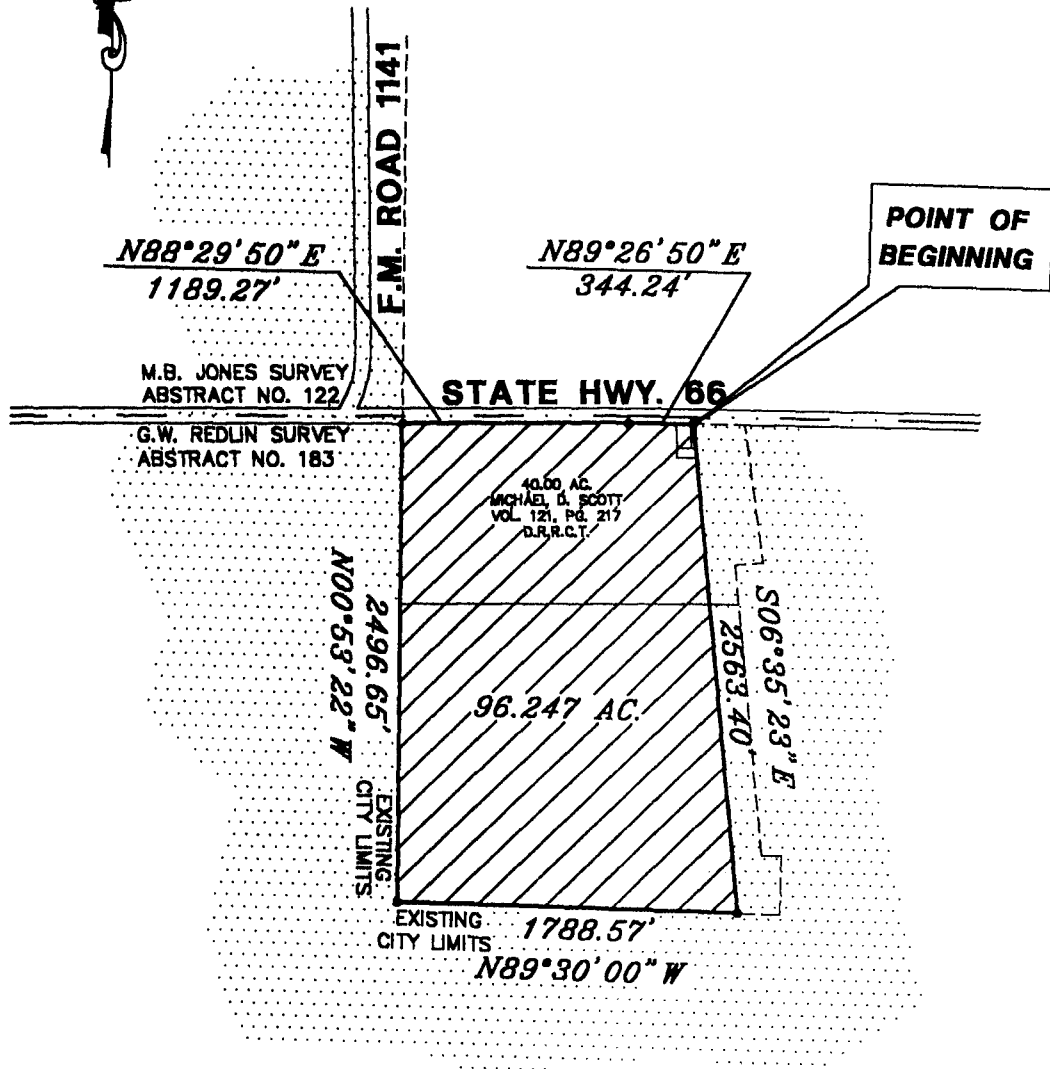 F.M. ROAD 1141
POINT OF
BEGINNING
N88°29'50"E
1189.27'
N89°26'50"E
344.24'
M.B. JONES SURVEY
ABSTRACT NO. 122
STATE HWY. 66
G.W. REDLIN SURVEY
ABSTRACT NO. 183
40.00 AC.
MICHAEL D. SCOTT
VOL. 121, PG. 217
D.R.R.C.T.
2496.65'
N00°53'22"W
S06°35'23"E
2563.40'
96.247 AC.
EXISTING
CITY LIMITS
EXISTING
CITY LIMITS
1788.57'
N89°30'00"W